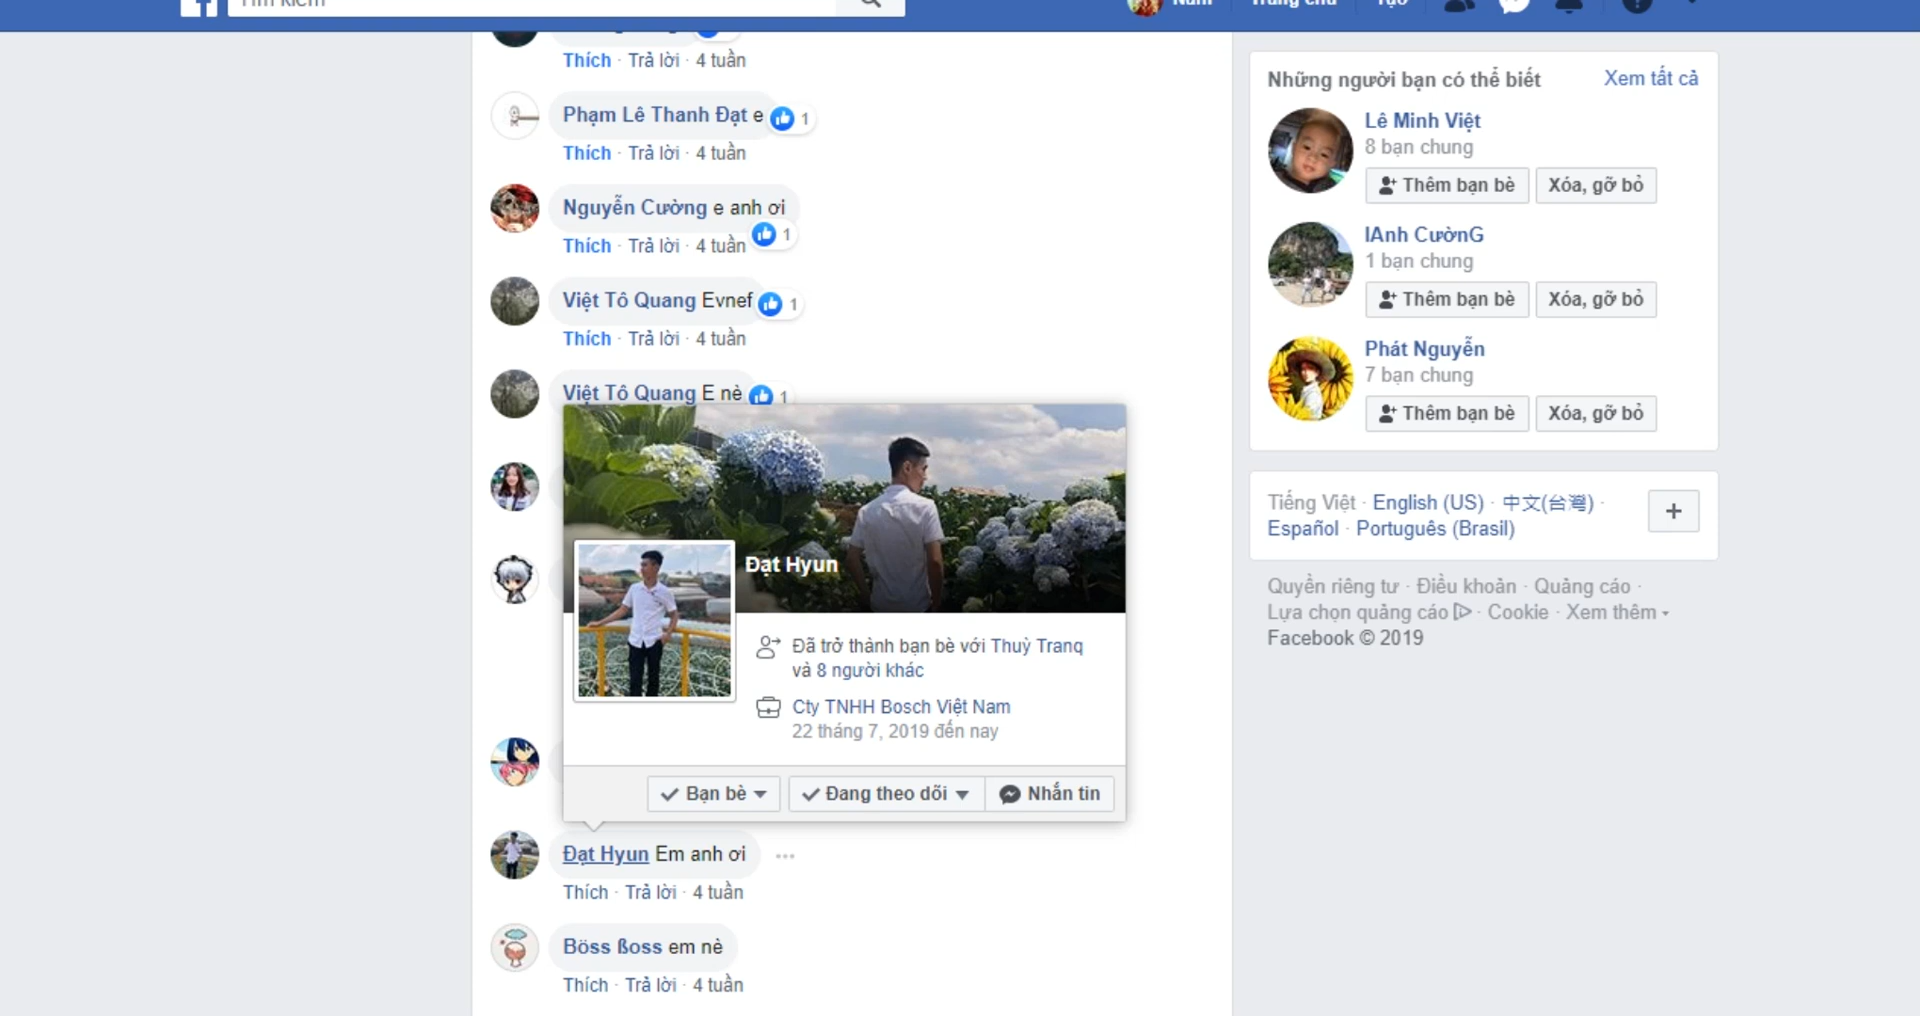 Tìm kiếm
Nam
Trang chủ
Tạo
Thích · Trả lời · 4 tuần
Phạm Lê Thanh Đạt e 1
Thích · Trả lời · 4 tuần
Nguyễn Cường e anh ơi
Thích · Trả lời · 4 tuần 1
Việt Tô Quang Evnef 1
Thích · Trả lời · 4 tuần
Việt Tô Quang E nè 1
Đạt Hyun
Đã trở thành bạn bè với Thuỳ Trang
và 8 người khác
Cty TNHH Bosch Việt Nam
22 tháng 7, 2019 đến nay
Bạn bè
Đang theo dõi
Nhắn tin
Đạt Hyun Em anh ơi
Thích · Trả lời · 4 tuần
Böss ßoss em nè
Thích · Trả lời · 4 tuần
Những người bạn có thể biết
Xem tất cả
Lê Minh Việt
8 bạn chung
Thêm bạn bè
Xóa, gỡ bỏ
lAnh CườnG
1 bạn chung
Thêm bạn bè
Xóa, gỡ bỏ
Phát Nguyễn
7 bạn chung
Thêm bạn bè
Xóa, gỡ bỏ
Tiếng Việt · English (US) · 中文(台灣) ·
Español · Português (Brasil)
Quyền riêng tư · Điều khoản · Quảng cáo ·
Lựa chọn quảng cáo · Cookie · Xem thêm
Facebook © 2019